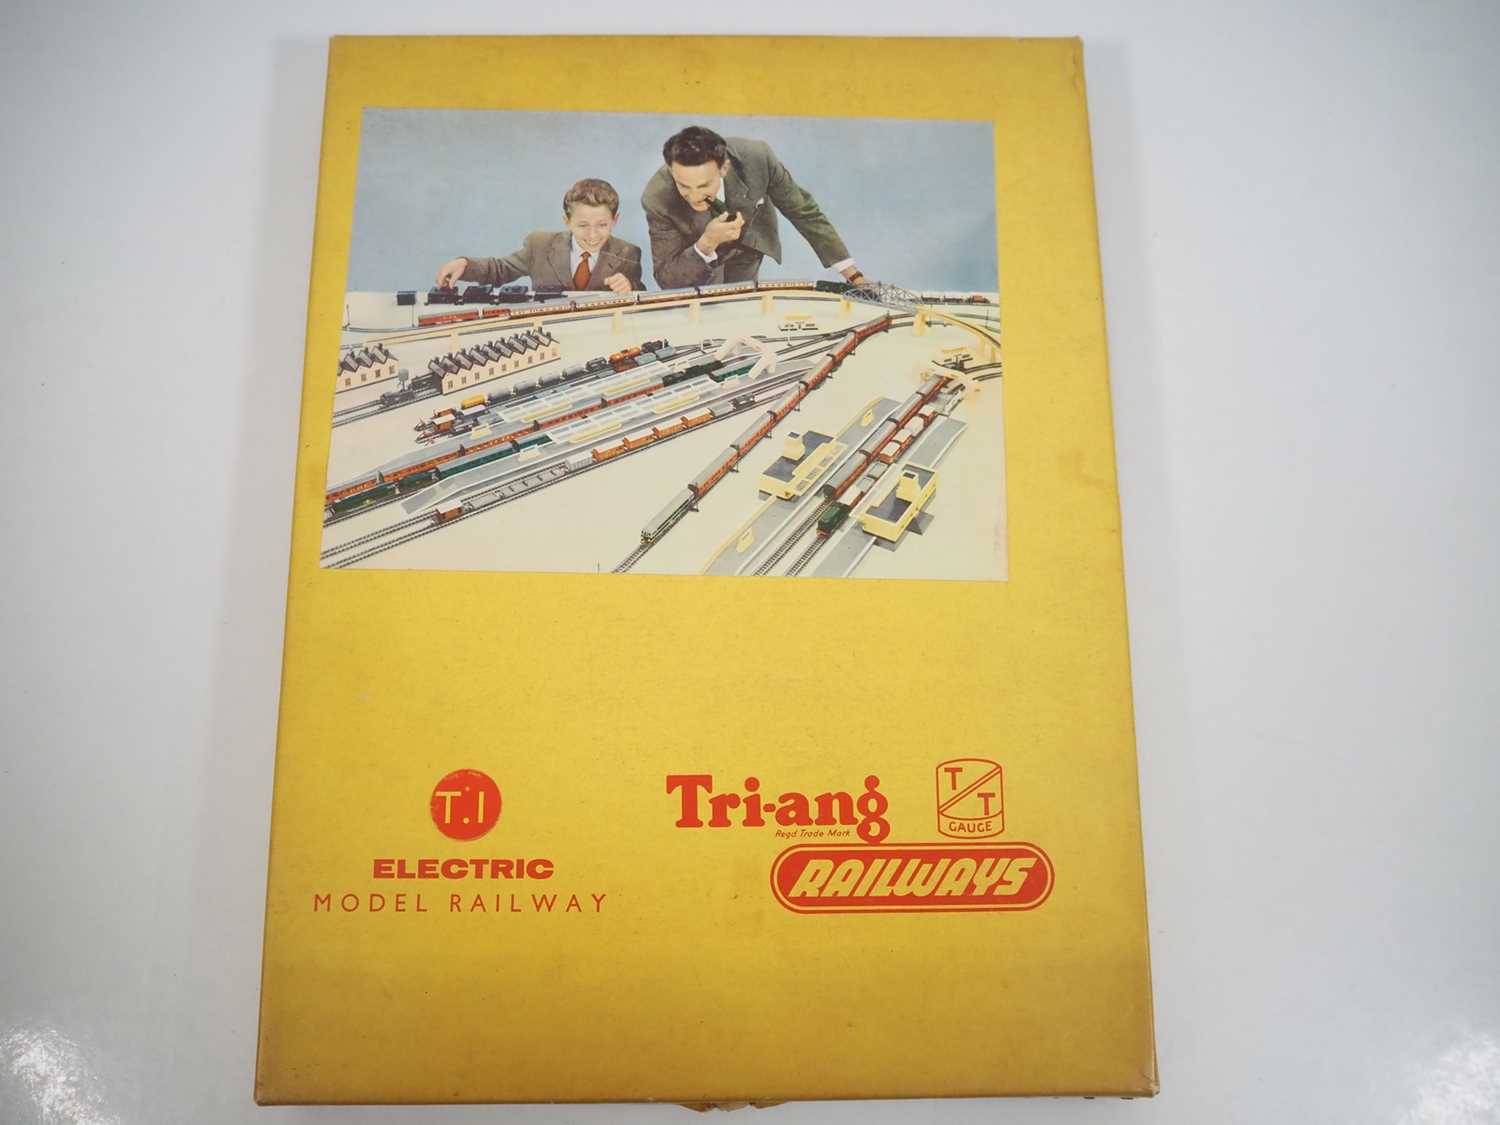 T.1
ELECTRIC
MODEL RAILWAY
Tri-ang
Regd. Trade Mark
T
T
GAUGE
RAILWAYS